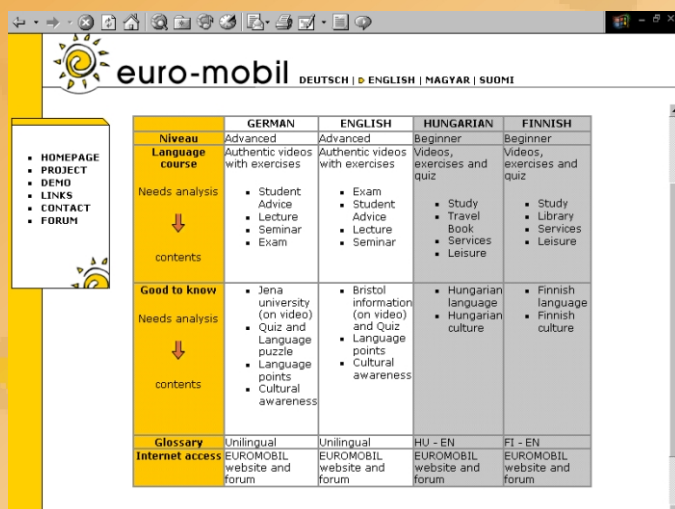 euro-mobil
DEUTSCH | ENGLISH | MAGYAR | SUOMI
HOMEPAGE
PROJECT
DEMO
LINKS
CONTACT
FORUM
GERMAN ENGLISH HUNGARIAN FINNISH
Niveau Advanced Advanced Beginner Beginner
Language
course
Needs analysis
contents
Authentic videos
with exercises
Student
Advice
Lecture
Seminar
Exam
Authentic videos
with exercises
Exam
Student
Advice
Lecture
Seminar
Videos,
exercises and
quiz
Study
Travel
Book
Services
Leisure
Videos,
exercises and
quiz
Study
Library
Services
Leisure
Good to know
Needs analysis
contents
Jena
university
(on video)
Quiz and
Language
puzzle
Language
points
Cultural
awareness
Bristol
information
(on video)
and Quiz
Language
points
Cultural
awareness
Hungarian
language
Hungarian
culture
Finnish
language
Finnish
culture
Glossary Unilingual Unilingual HU - EN FI - EN
Internet access
EUROMOBIL
website and
forum
EUROMOBIL
website and
forum
EUROMOBIL
website and
forum
EUROMOBIL
website and
forum